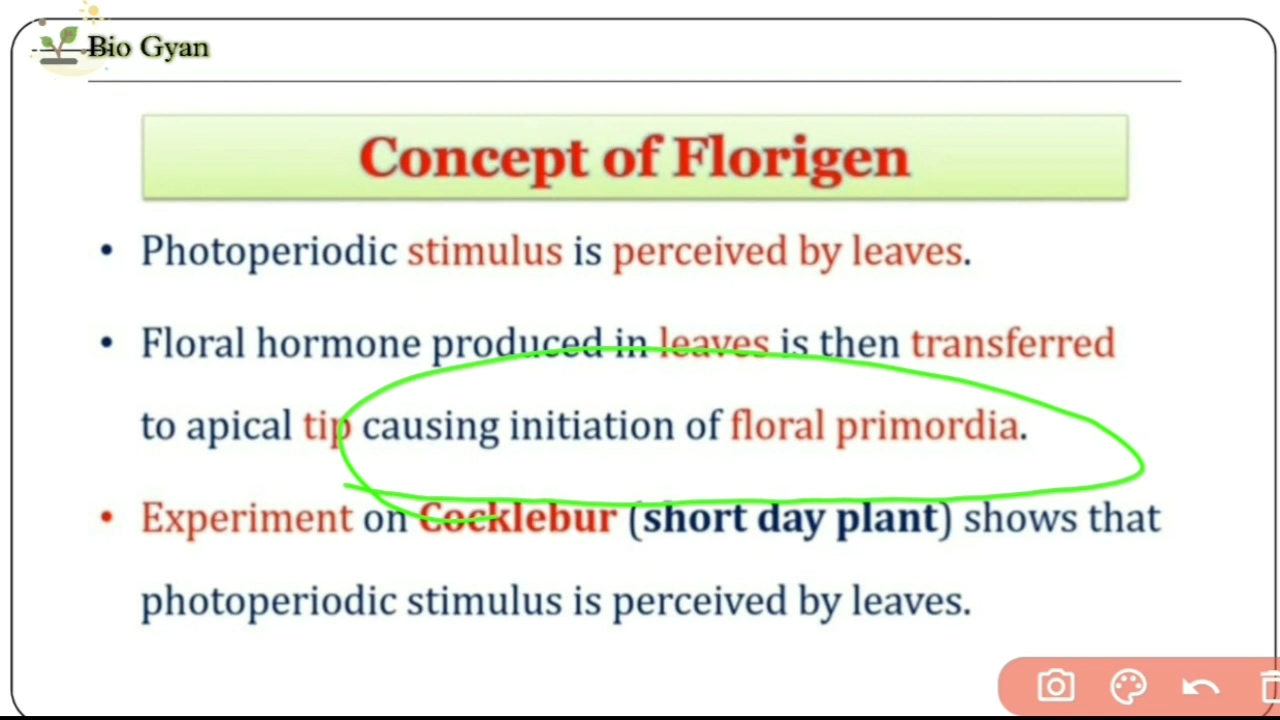 Bio Gyan
Concept of Florigen
• Photoperiodic stimulus is perceived by leaves.
• Floral hormone produced in leaves is then transferred
to apical tip causing initiation of floral primordia.
• Experiment on Cocklebur (short day plant) shows that
photoperiodic stimulus is perceived by leaves.